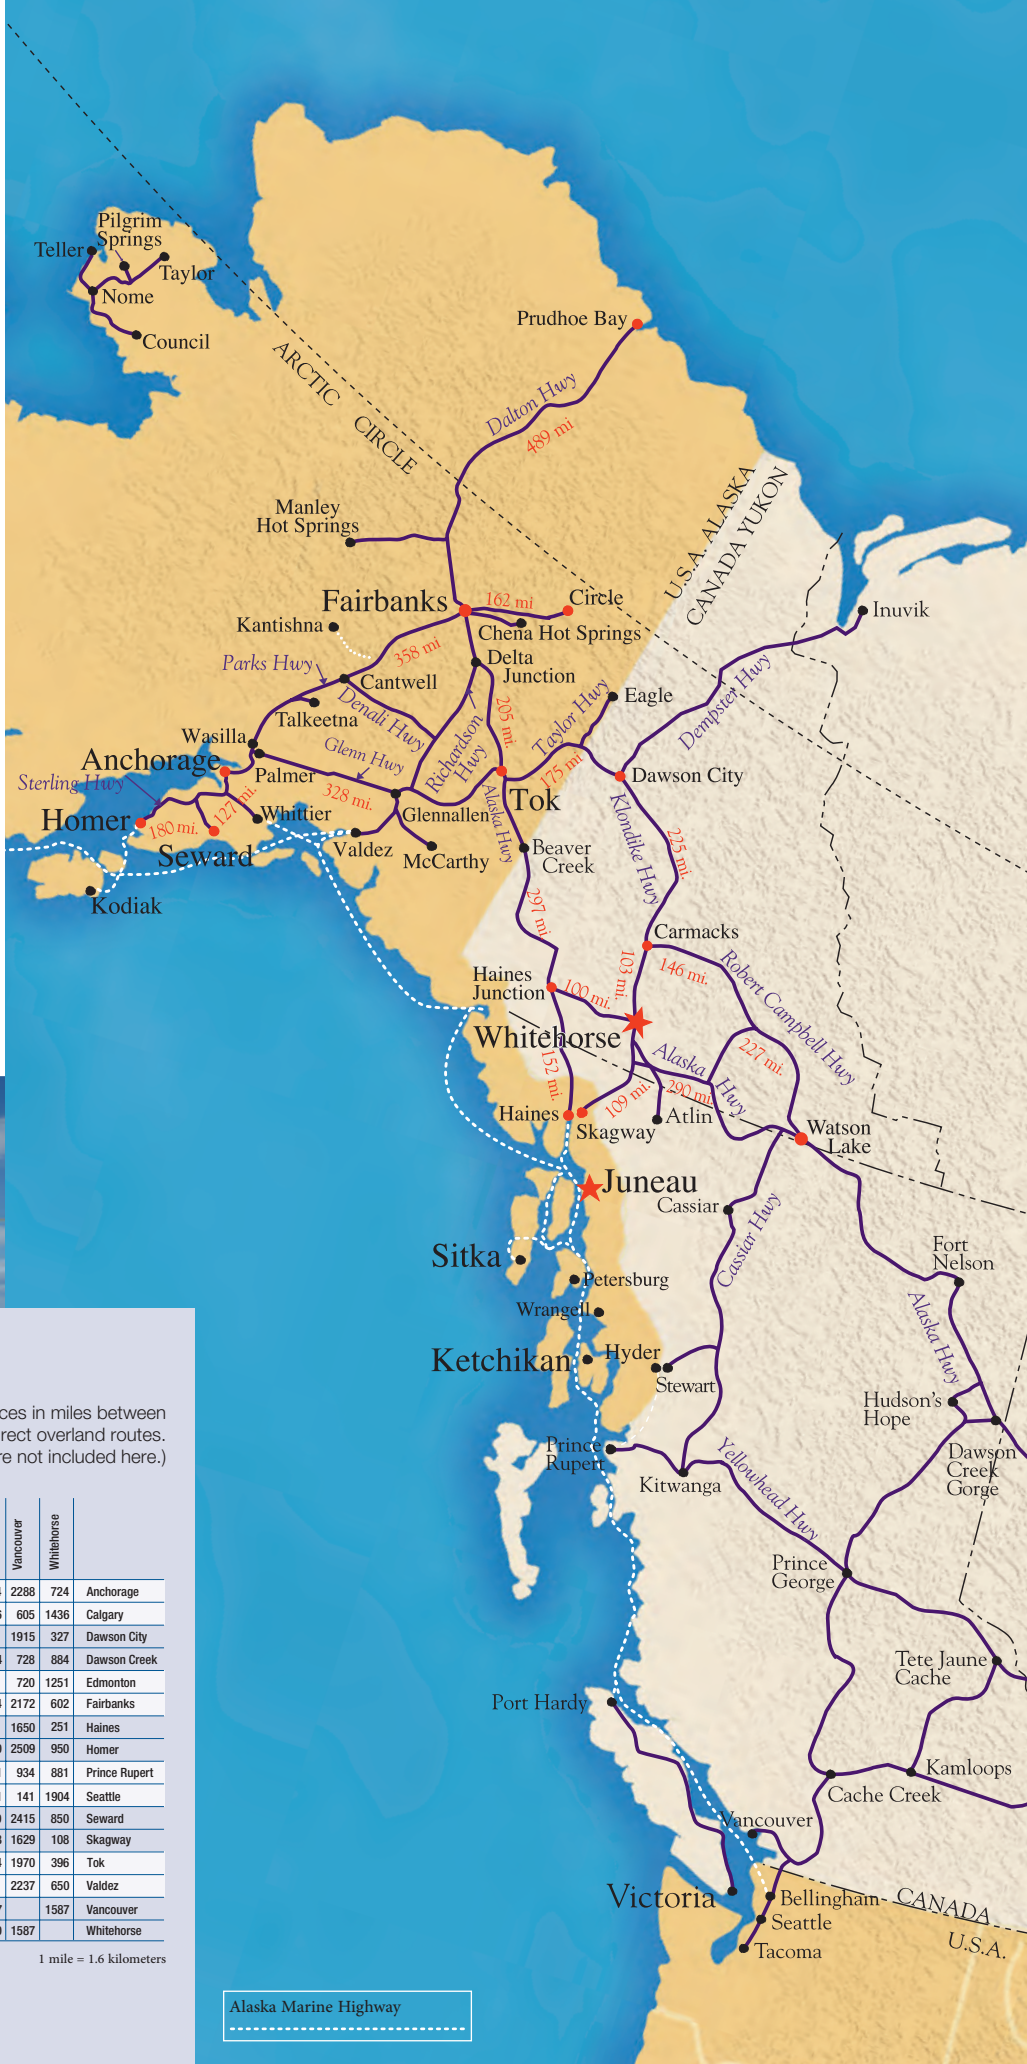 Pilgrim
Springs
Teller
Taylor
Nome
Council
Prudhoe Bay
ARCTIC CIRCLE
Dalton Hwy
489 mi
Manley
Hot Springs
U.S.A. ALASKA
CANADA YUKON
Fairbanks
162 mi
Circle
Inuvik
Kantishna
Chena Hot Springs
358 mi
Parks Hwy
Delta
Junction
Cantwell
Dempster Hwy
Eagle
Taylor Hwy
Talkeetna
Denali Hwy
205 mi.
Richardson
Hwy
Wasilla
Glenn Hwy
Anchorage
Palmer
175 mi
Dawson City
Sterling Hwy
328 mi.
Tok
127 mi.
Whittier
Glennallen
Alaska Hwy
Klondike Hwy
Homer
180 mi.
Seward
Valdez
McCarthy
Beaver
Creek
225 mi.
Kodiak
297 mi.
Carmacks
103 mi.
146 mi.
Robert Campbell Hwy
Haines
Junction
100 mi.
Whitehorse
152 mi.
Alaska Hwy
227 mi.
290 mi.
109 mi.
Haines
Skagway
Atlin
Watson
Lake
Juneau
Cassiar
Cassiar Hwy
Sitka
Fort
Nelson
Petersburg
Wrangell
Alaska Hwy
Ketchikan
Hyder
Stewart
Hudson's
Hope
Prince
Rupert
Yellowhead Hwy
Dawson
Creek
Gorge
Kitwanga
Prince
George
Tete Jaune
Cache
Port Hardy
Kamloops
Cache Creek
Vancouver
Victoria
Bellingham
CANADA
Seattle
U.S.A.
Tacoma
ces in miles between
rect overland routes.
re not included here.)
Vancouver Whitehorse
2288 724 Anchorage
605 1436 Calgary
1915 327 Dawson City
728 884 Dawson Creek
720 1251 Edmonton
2172 602 Fairbanks
1650 251 Haines
2509 950 Homer
934 881 Prince Rupert
141 1904 Seattle
2415 850 Seward
1629 108 Skagway
1970 396 Tok
2237 650 Valdez
1587 Vancouver
1587 Whitehorse
1 mile = 1.6 kilometers
Alaska Marine Highway